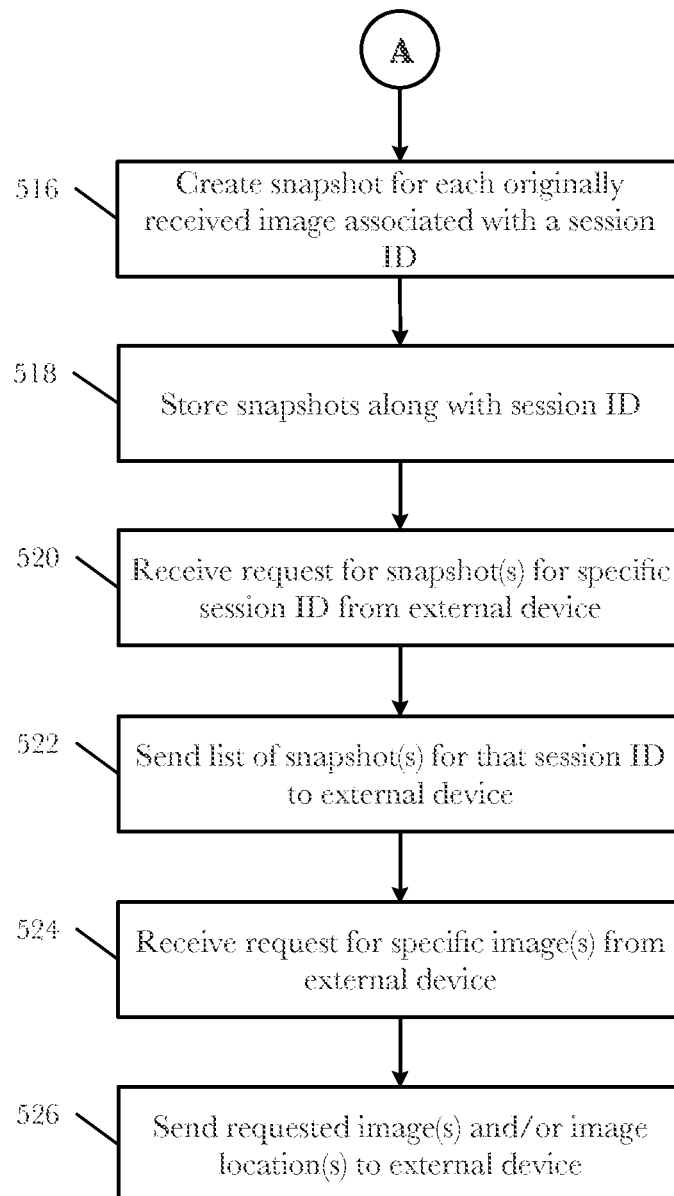 A
516
Create snapshot for each originally
received image associated with a session
ID
518
Store snapshots along with session ID
520
Receive request for snapshot(s) for specific
session ID from external device
522
Send list of snapshot(s) for that session ID
to external device
524
Receive request for specific image(s) from
external device
526
Send requested image(s) and/or image
location(s) to external device